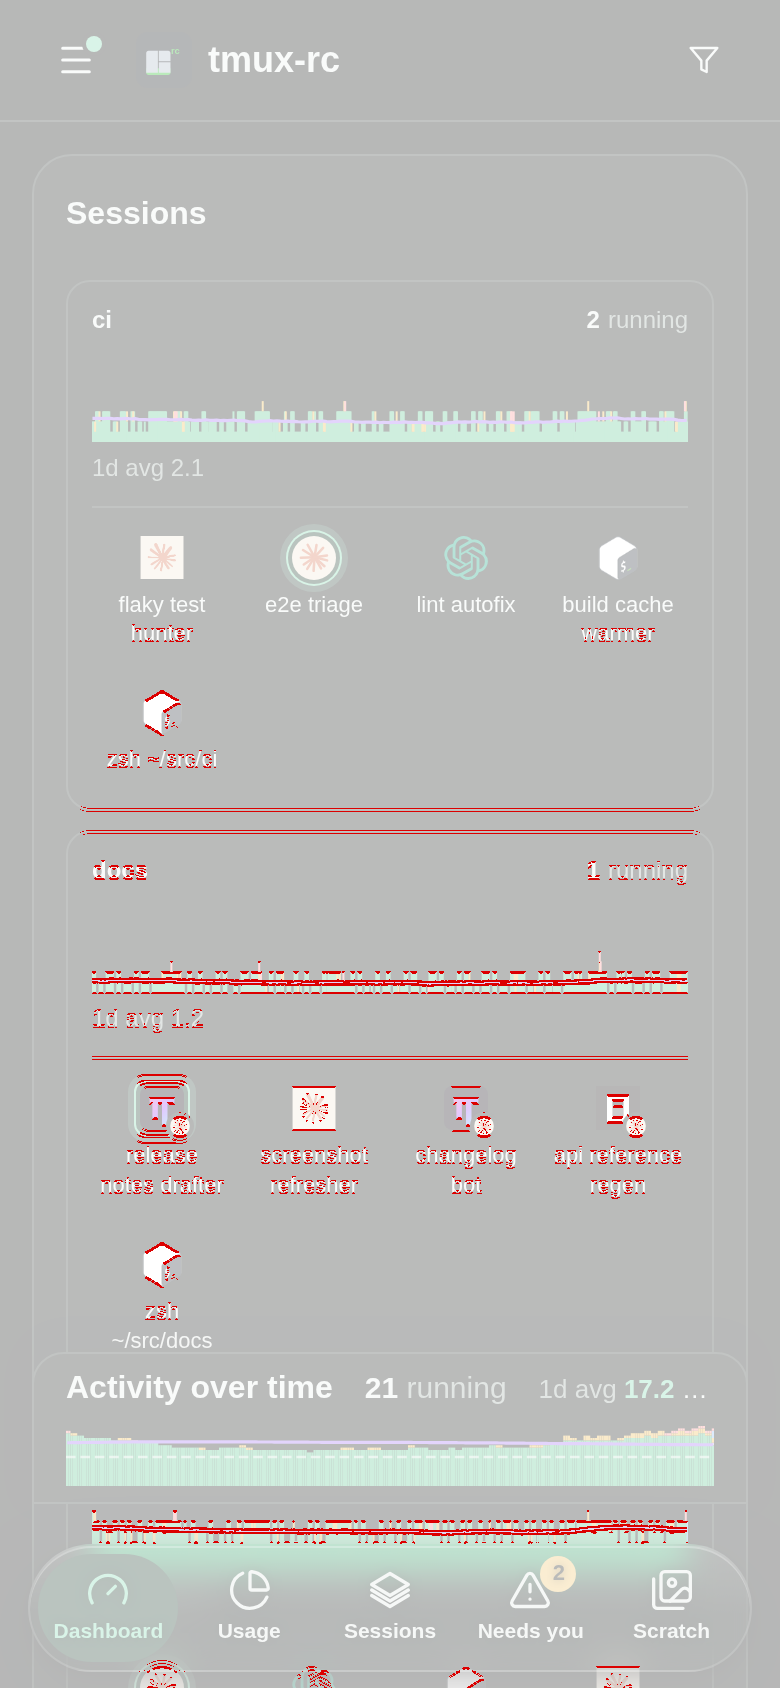 rc
tmux-rc
Sessions
ci
2 running
1d avg 2.1
flaky test
hunter
e2e triage
lint autofix
build cache
warmer
zsh ~/src/ci
docs
1 running
1d avg 1.2
release
notes drafter
screenshot
refresher
changelog
bot
api reference
regen
zsh
~/src/docs
Activity over time 21 running 1d avg 17.2 …
2
Dashboard
Usage
Sessions
Needs you
Scratch